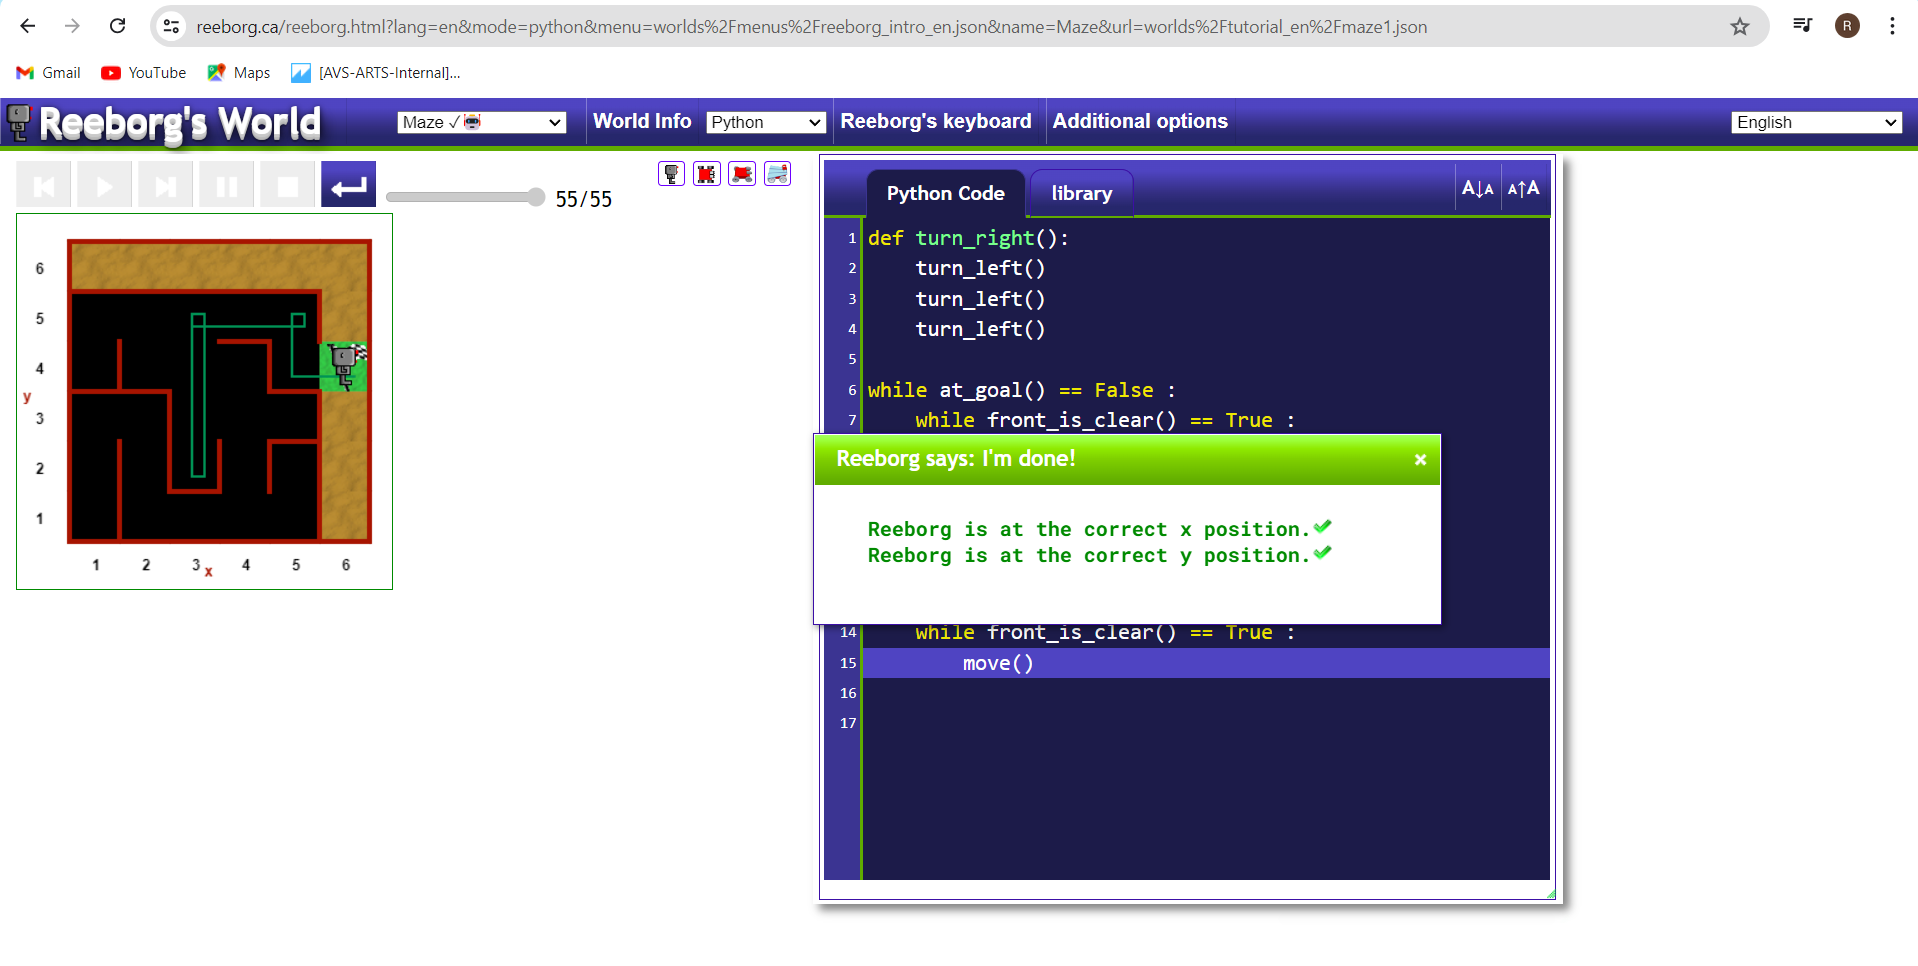 reeborg.ca/reeborg.html?lang=en&mode=python&menu=worlds%2Fmenus%2Freeborg_intro_en.json&name=Maze&url=worlds%2Ftutorial_en%2Fmaze1.json
R
Gmail YouTube Maps [AVS-ARTS-Internal]...
Reeborg's World Maze ✓ World Info Python Reeborg's keyboard Additional options English
55/55
Python Code library A↓A A↑A
6
5
4
y
3
2
1
1 2 3 x 4 5 6
1 def turn_right():
2     turn_left()
3     turn_left()
4     turn_left()
5
6 while at_goal() == False :
7     while front_is_clear() == True :
Reeborg says: I'm done! ×
Reeborg is at the correct x position.✔
Reeborg is at the correct y position.✔
14     while front_is_clear() == True :
15         move()
16
17